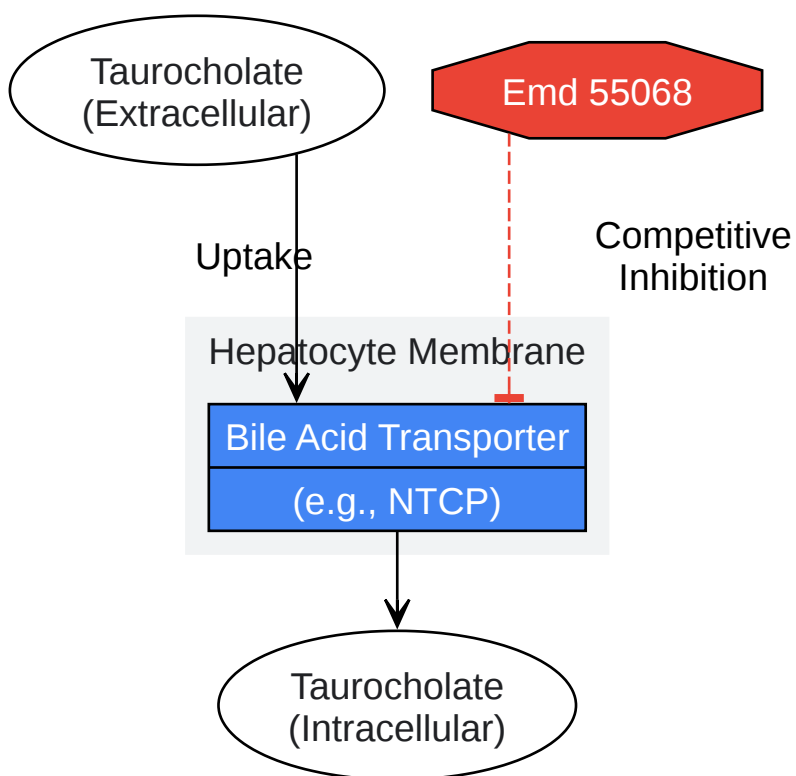 Taurocholate
(Extracellular)
Emd 55068
Uptake
Competitive
Inhibition
Hepatocyte Membrane
Bile Acid Transporter
(e.g., NTCP)
Taurocholate
(Intracellular)